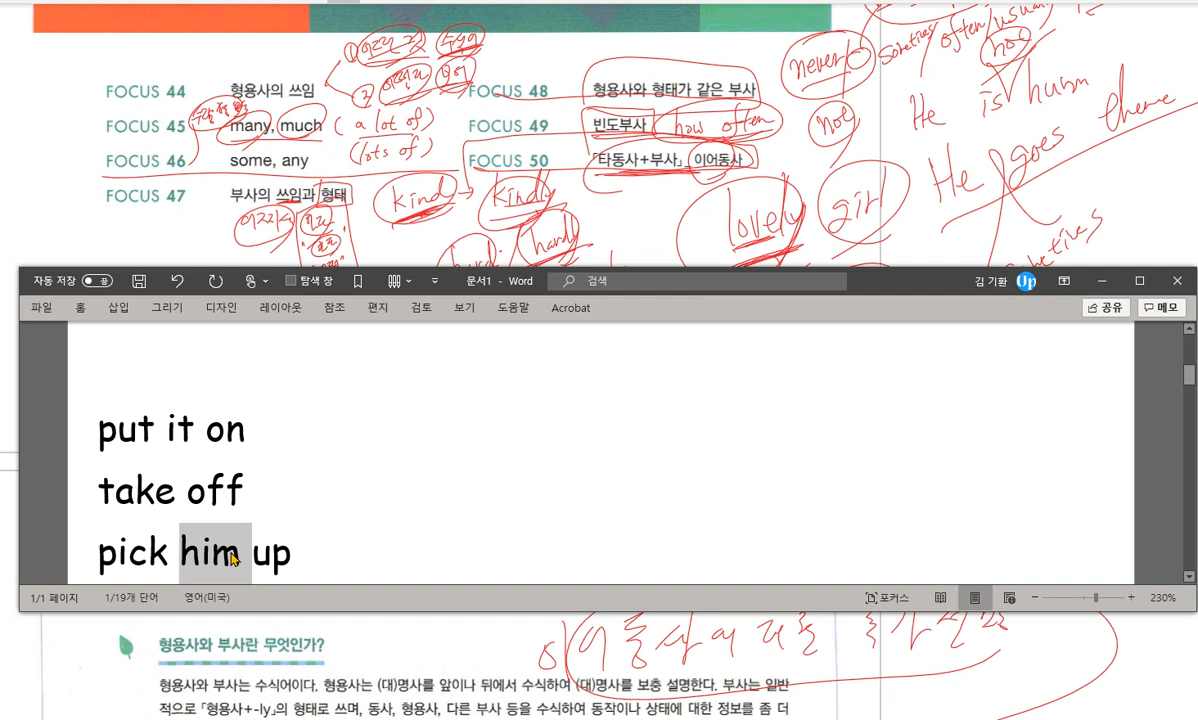 FOCUS 44 형용사의 쓰임
FOCUS 45 many, much (a lot of)
FOCUS 46 some, any (lots of)
FOCUS 47 부사의 쓰임과 형태
FOCUS 48 형용사와 형태가 같은 부사
FOCUS 49 빈도부사 how often
FOCUS 50 「타동사+부사」 이어동사
kind kindly
hardly
lovely girl
never
not
often
not
He is human
He goes there
자동 저장 끔 탐색 창 문서1 - Word 검색 김 기환 Up
파일 홈 삽입 그리기 디자인 레이아웃 참조 편지 검토 보기 도움말 Acrobat 공유 메모
put it on
take off
pick him up
1/1 페이지 1/19개 단어 영어(미국) 포커스 230%
형용사와 부사란 무엇인가?
형용사와 부사는 수식어이다. 형용사는 (대)명사를 앞이나 뒤에서 수식하여 (대)명사를 보충 설명한다. 부사는 일반
적으로 「형용사+-ly」의 형태로 쓰며, 동사, 형용사, 다른 부사 등을 수식하여 동작이나 상태에 대한 정보를 좀 더